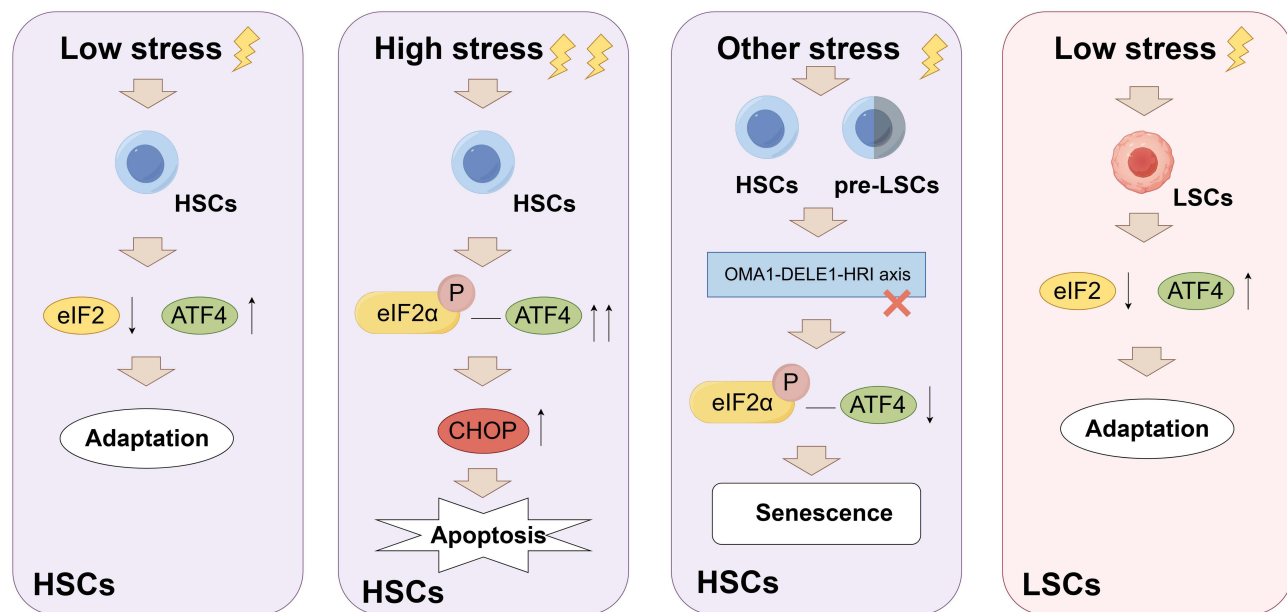 Low stress
HSCs
eIF2
ATF4
Adaptation
HSCs
High stress
HSCs
eIF2α
P
ATF4
CHOP
Apoptosis
HSCs
Other stress
HSCs
pre-LSCs
OMA1-DELE1-HRI axis
eIF2α
P
ATF4
Senescence
HSCs
Low stress
LSCs
eIF2
ATF4
Adaptation
LSCs